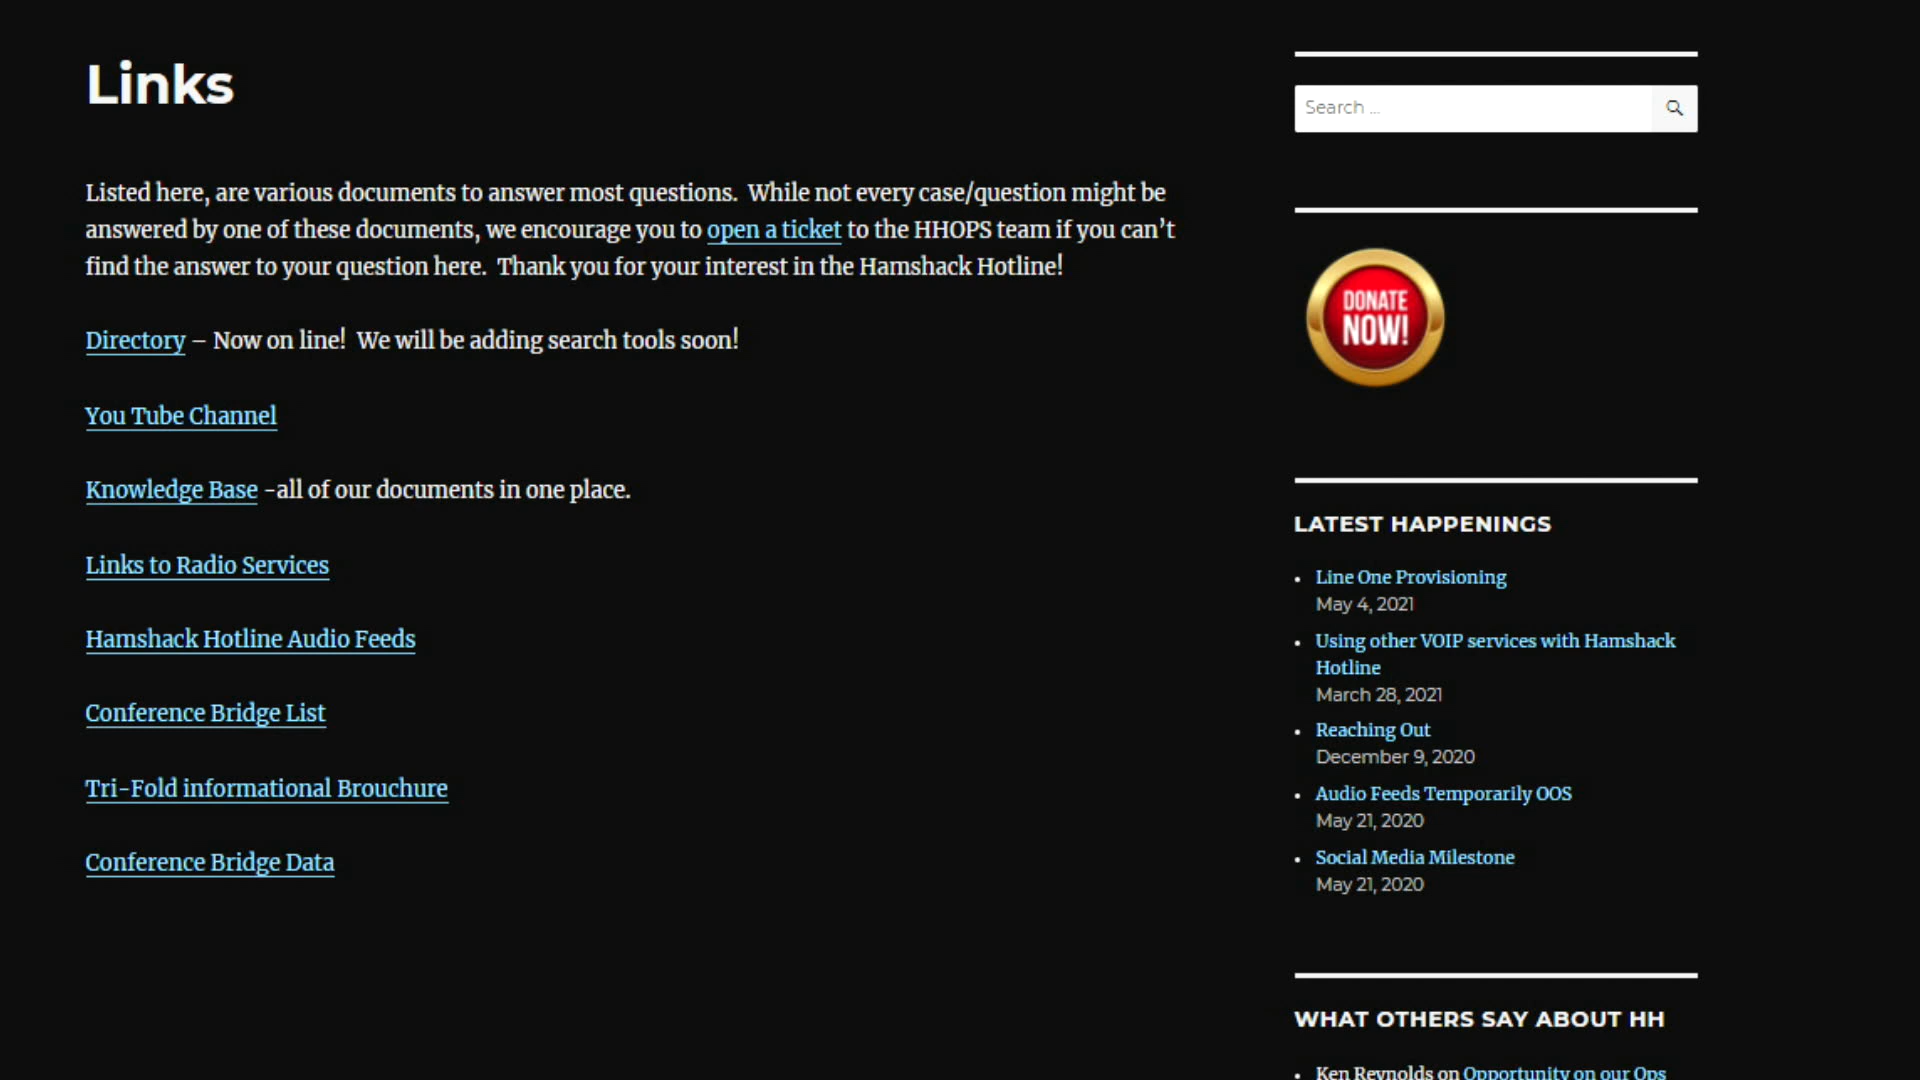 Links
Listed here, are various documents to answer most questions.  While not every case/question might be
answered by one of these documents, we encourage you to open a ticket to the HHOPS team if you can’t
find the answer to your question here.  Thank you for your interest in the Hamshack Hotline!
Directory – Now on line!  We will be adding search tools soon!
You Tube Channel
Knowledge Base -all of our documents in one place.
Links to Radio Services
Hamshack Hotline Audio Feeds
Conference Bridge List
Tri-Fold informational Brouchure
Conference Bridge Data
Search …
DONATE
NOW!
LATEST HAPPENINGS
Line One Provisioning
May 4, 2021
Using other VOIP services with Hamshack
Hotline
March 28, 2021
Reaching Out
December 9, 2020
Audio Feeds Temporarily OOS
May 21, 2020
Social Media Milestone
May 21, 2020
WHAT OTHERS SAY ABOUT HH
Ken Reynolds on Opportunity on our Ops